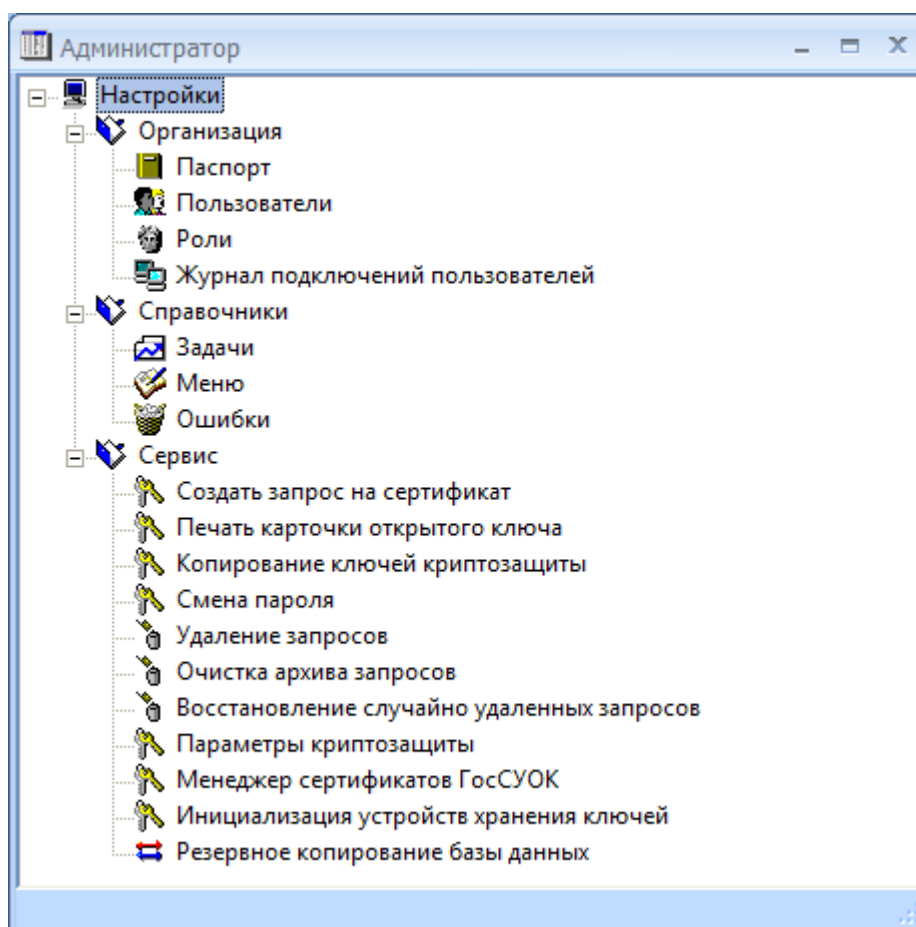 Администратор
Настройки
Организация
Паспорт
Пользователи
Роли
Журнал подключений пользователей
Справочники
Задачи
Меню
Ошибки
Сервис
Создать запрос на сертификат
Печать карточки открытого ключа
Копирование ключей криптозащиты
Смена пароля
Удаление запросов
Очистка архива запросов
Восстановление случайно удаленных запросов
Параметры криптозащиты
Менеджер сертификатов ГосСУОК
Инициализация устройств хранения ключей
Резервное копирование базы данных